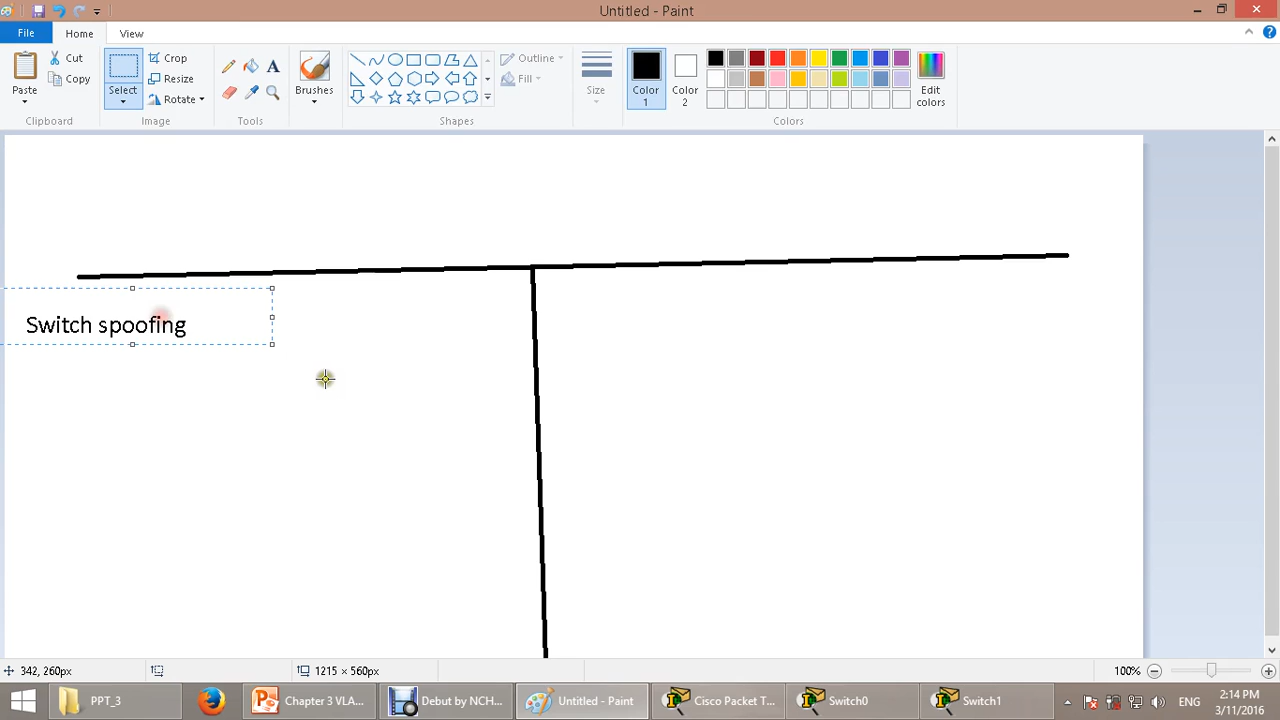 Untitled - Paint
File
Home
View
Paste
Cut
Copy
Clipboard
Select
Crop
Resize
Rotate
Image
A
Tools
Brushes
Outline
Fill
Shapes
Size
Color 1
Color 2
Edit colors
Colors
Switch spoofing
342, 260px
1215 × 560px
100%
PPT_3
Chapter 3 VLA...
Debut by NCH...
Untitled - Paint
Cisco Packet T...
Switch0
Switch1
ENG
2:14 PM
3/11/2016